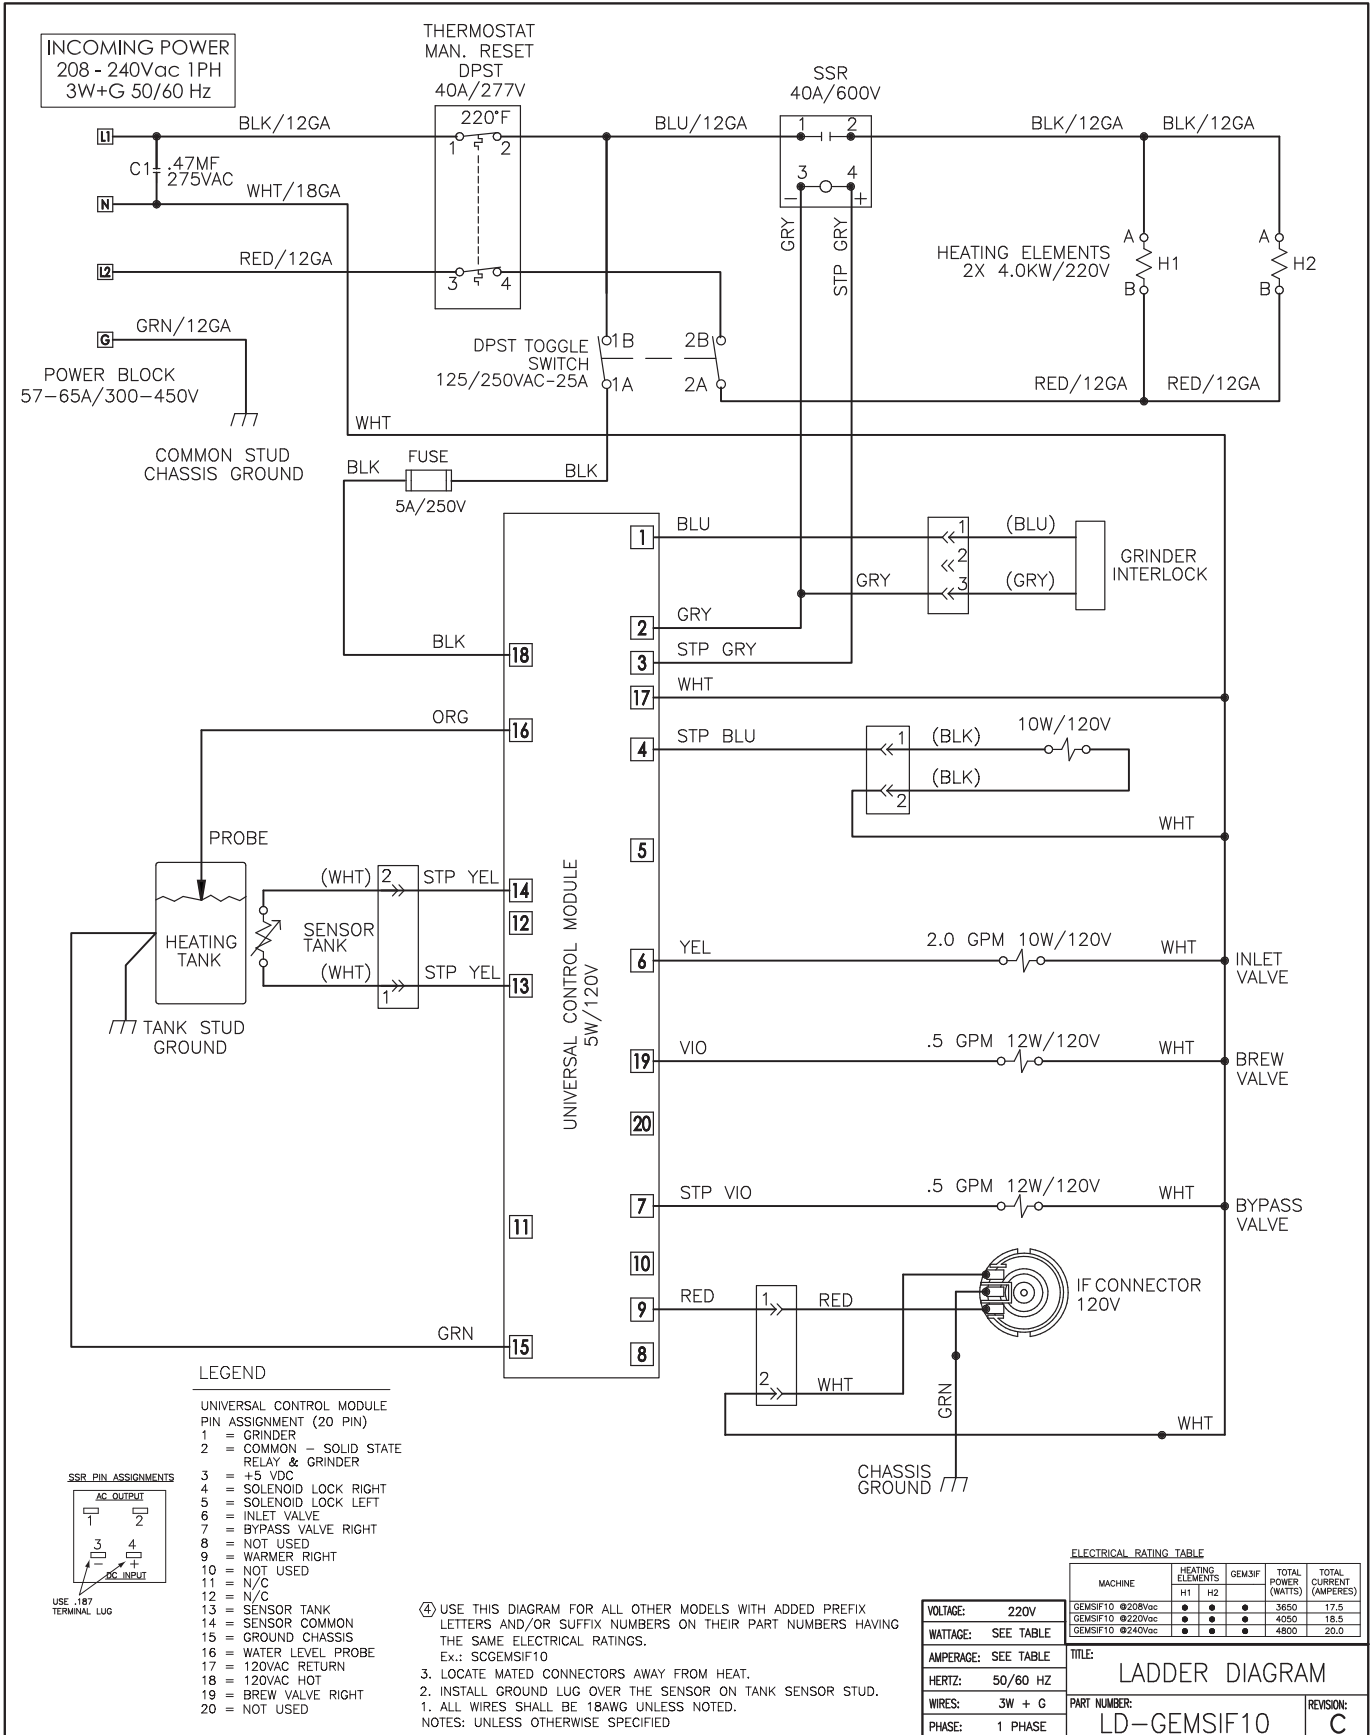 INCOMING POWER
208 - 240Vac 1PH
3W+G 50/60 Hz
THERMOSTAT
MAN. RESET
DPST
40A/277V
220°F
1 2
3 4
SSR
40A/600V
1 2
3 4
- +
L1
BLK/12GA
BLU/12GA
BLK/12GA
BLK/12GA
C1
.47MF
275VAC
N
WHT/18GA
L2
RED/12GA
G
GRN/12GA
POWER BLOCK
57-65A/300-450V
COMMON STUD
CHASSIS GROUND
GRY
STP GRY
HEATING ELEMENTS
2X 4.0KW/220V
A
H1
B
A
H2
B
RED/12GA
RED/12GA
DPST TOGGLE
SWITCH
125/250VAC-25A
1B
1A
2B
2A
WHT
BLK
FUSE
5A/250V
BLK
1
BLU
1
(BLU)
2
GRY
3
(GRY)
GRINDER
INTERLOCK
2
GRY
BLK
18
3
STP GRY
17
WHT
ORG
16
4
STP BLU
1
(BLK)
10W/120V
(BLK)
2
WHT
PROBE
5
HEATING
TANK
SENSOR
TANK
(WHT)
2
STP YEL
14
12
(WHT)
1
STP YEL
13
TANK STUD
GROUND
UNIVERSAL CONTROL MODULE
5W/120V
6
YEL
2.0 GPM 10W/120V
WHT
INLET
VALVE
19
VIO
.5 GPM 12W/120V
WHT
BREW
VALVE
20
7
STP VIO
.5 GPM 12W/120V
WHT
BYPASS
VALVE
11
10
9
RED
1
RED
IF CONNECTOR
120V
GRN
15
8
2
WHT
GRN
WHT
CHASSIS
GROUND
LEGEND
UNIVERSAL CONTROL MODULE
PIN ASSIGNMENT (20 PIN)
1 = GRINDER
2 = COMMON - SOLID STATE
RELAY & GRINDER
3 = +5 VDC
4 = SOLENOID LOCK RIGHT
5 = SOLENOID LOCK LEFT
6 = INLET VALVE
7 = BYPASS VALVE RIGHT
8 = NOT USED
9 = WARMER RIGHT
10 = NOT USED
11 = N/C
12 = N/C
13 = SENSOR TANK
14 = SENSOR COMMON
15 = GROUND CHASSIS
16 = WATER LEVEL PROBE
17 = 120VAC RETURN
18 = 120VAC HOT
19 = BREW VALVE RIGHT
20 = NOT USED
SSR PIN ASSIGNMENTS
AC OUTPUT
1 2
3 4
- +
DC INPUT
USE .187
TERMINAL LUG
4 USE THIS DIAGRAM FOR ALL OTHER MODELS WITH ADDED PREFIX
LETTERS AND/OR SUFFIX NUMBERS ON THEIR PART NUMBERS HAVING
THE SAME ELECTRICAL RATINGS.
Ex.: SCGEMSIF10
3. LOCATE MATED CONNECTORS AWAY FROM HEAT.
2. INSTALL GROUND LUG OVER THE SENSOR ON TANK SENSOR STUD.
1. ALL WIRES SHALL BE 18AWG UNLESS NOTED.
NOTES: UNLESS OTHERWISE SPECIFIED
ELECTRICAL RATING TABLE
MACHINE HEATING ELEMENTS GEM3IF TOTAL POWER (WATTS) TOTAL CURRENT (AMPERES)
H1 H2
GEMSIF10 @208Vac ● ● ● 3650 17.5
GEMSIF10 @220Vac ● ● ● 4050 18.5
GEMSIF10 @240Vac ● ● ● 4800 20.0
VOLTAGE: 220V
WATTAGE: SEE TABLE
AMPERAGE: SEE TABLE
HERTZ: 50/60 HZ
WIRES: 3W + G
PHASE: 1 PHASE
TITLE:
LADDER DIAGRAM
PART NUMBER:
LD-GEMSIF10
REVISION:
C